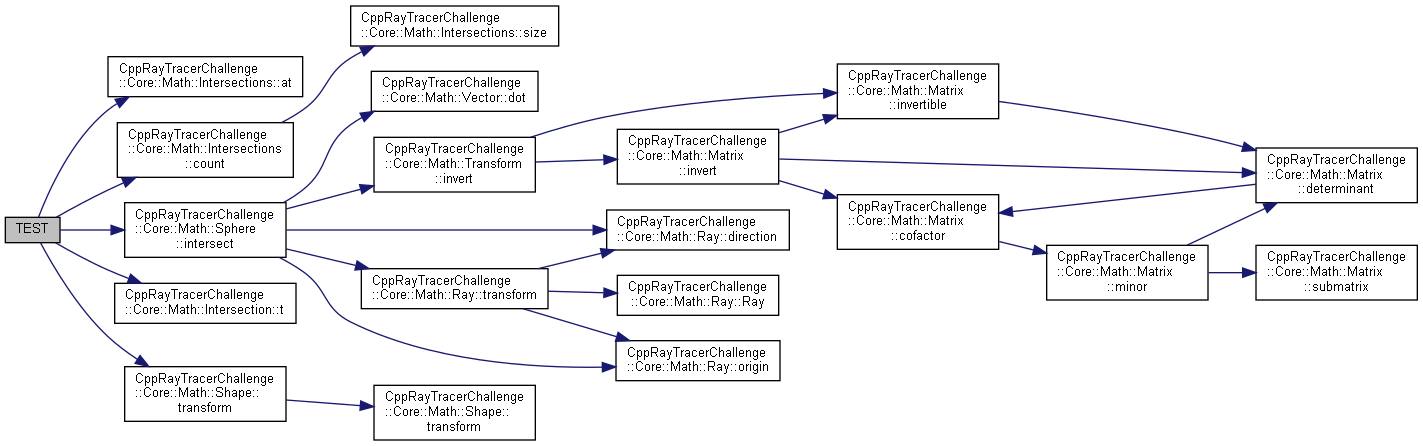 TEST
CppRayTracerChallenge
::Core::Math::Intersections::at
CppRayTracerChallenge
::Core::Math::Intersections
::count
CppRayTracerChallenge
::Core::Math::Sphere
::intersect
CppRayTracerChallenge
::Core::Math::Intersection::t
CppRayTracerChallenge
::Core::Math::Shape::
transform
CppRayTracerChallenge
::Core::Math::Intersections::size
CppRayTracerChallenge
::Core::Math::Vector::dot
CppRayTracerChallenge
::Core::Math::Transform
::invert
CppRayTracerChallenge
::Core::Math::Ray::transform
CppRayTracerChallenge
::Core::Math::Shape::
transform
CppRayTracerChallenge
::Core::Math::Matrix
::invert
CppRayTracerChallenge
::Core::Math::Ray::direction
CppRayTracerChallenge
::Core::Math::Ray::Ray
CppRayTracerChallenge
::Core::Math::Ray::origin
CppRayTracerChallenge
::Core::Math::Matrix
::invertible
CppRayTracerChallenge
::Core::Math::Matrix
::cofactor
CppRayTracerChallenge
::Core::Math::Matrix
::minor
CppRayTracerChallenge
::Core::Math::Matrix
::determinant
CppRayTracerChallenge
::Core::Math::Matrix
::submatrix